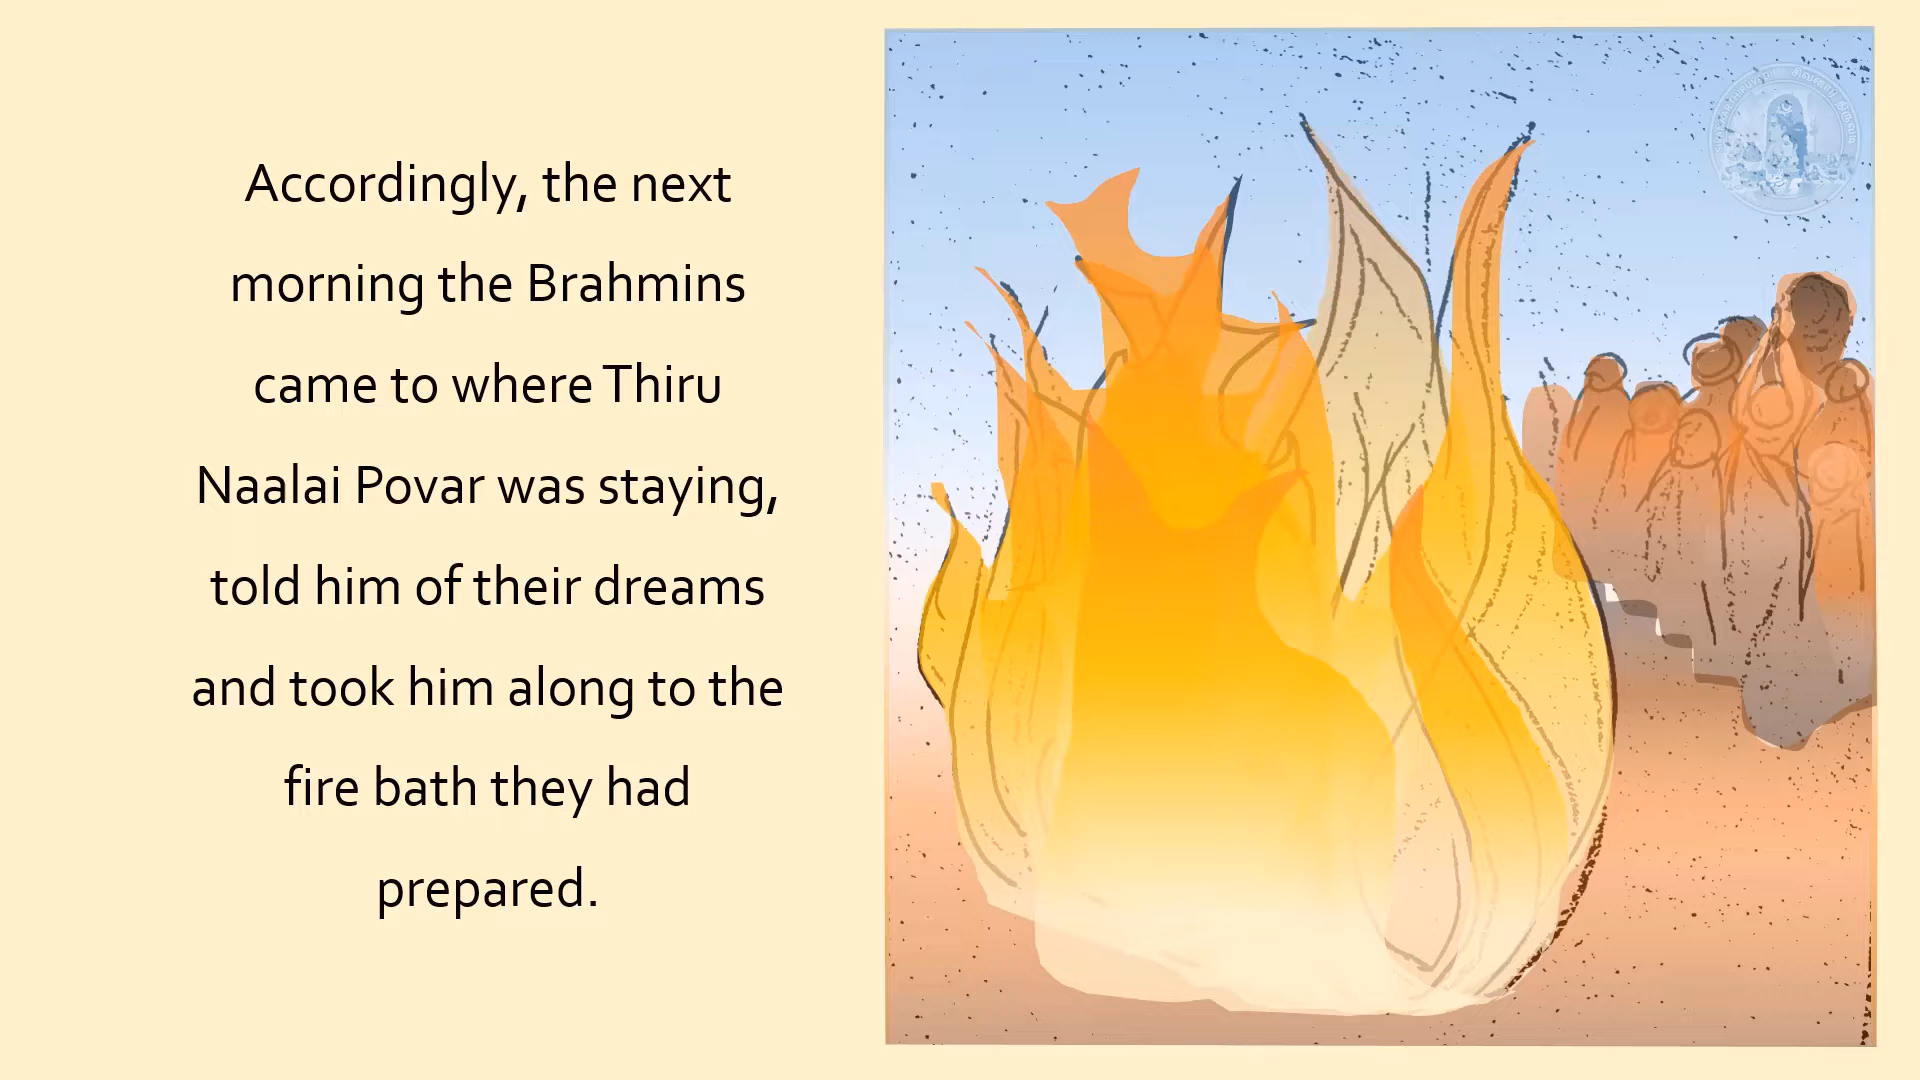 Accordingly, the next
morning the Brahmins
came to where Thiru
Naalai Povar was staying,
told him of their dreams
and took him along to the
fire bath they had
prepared.